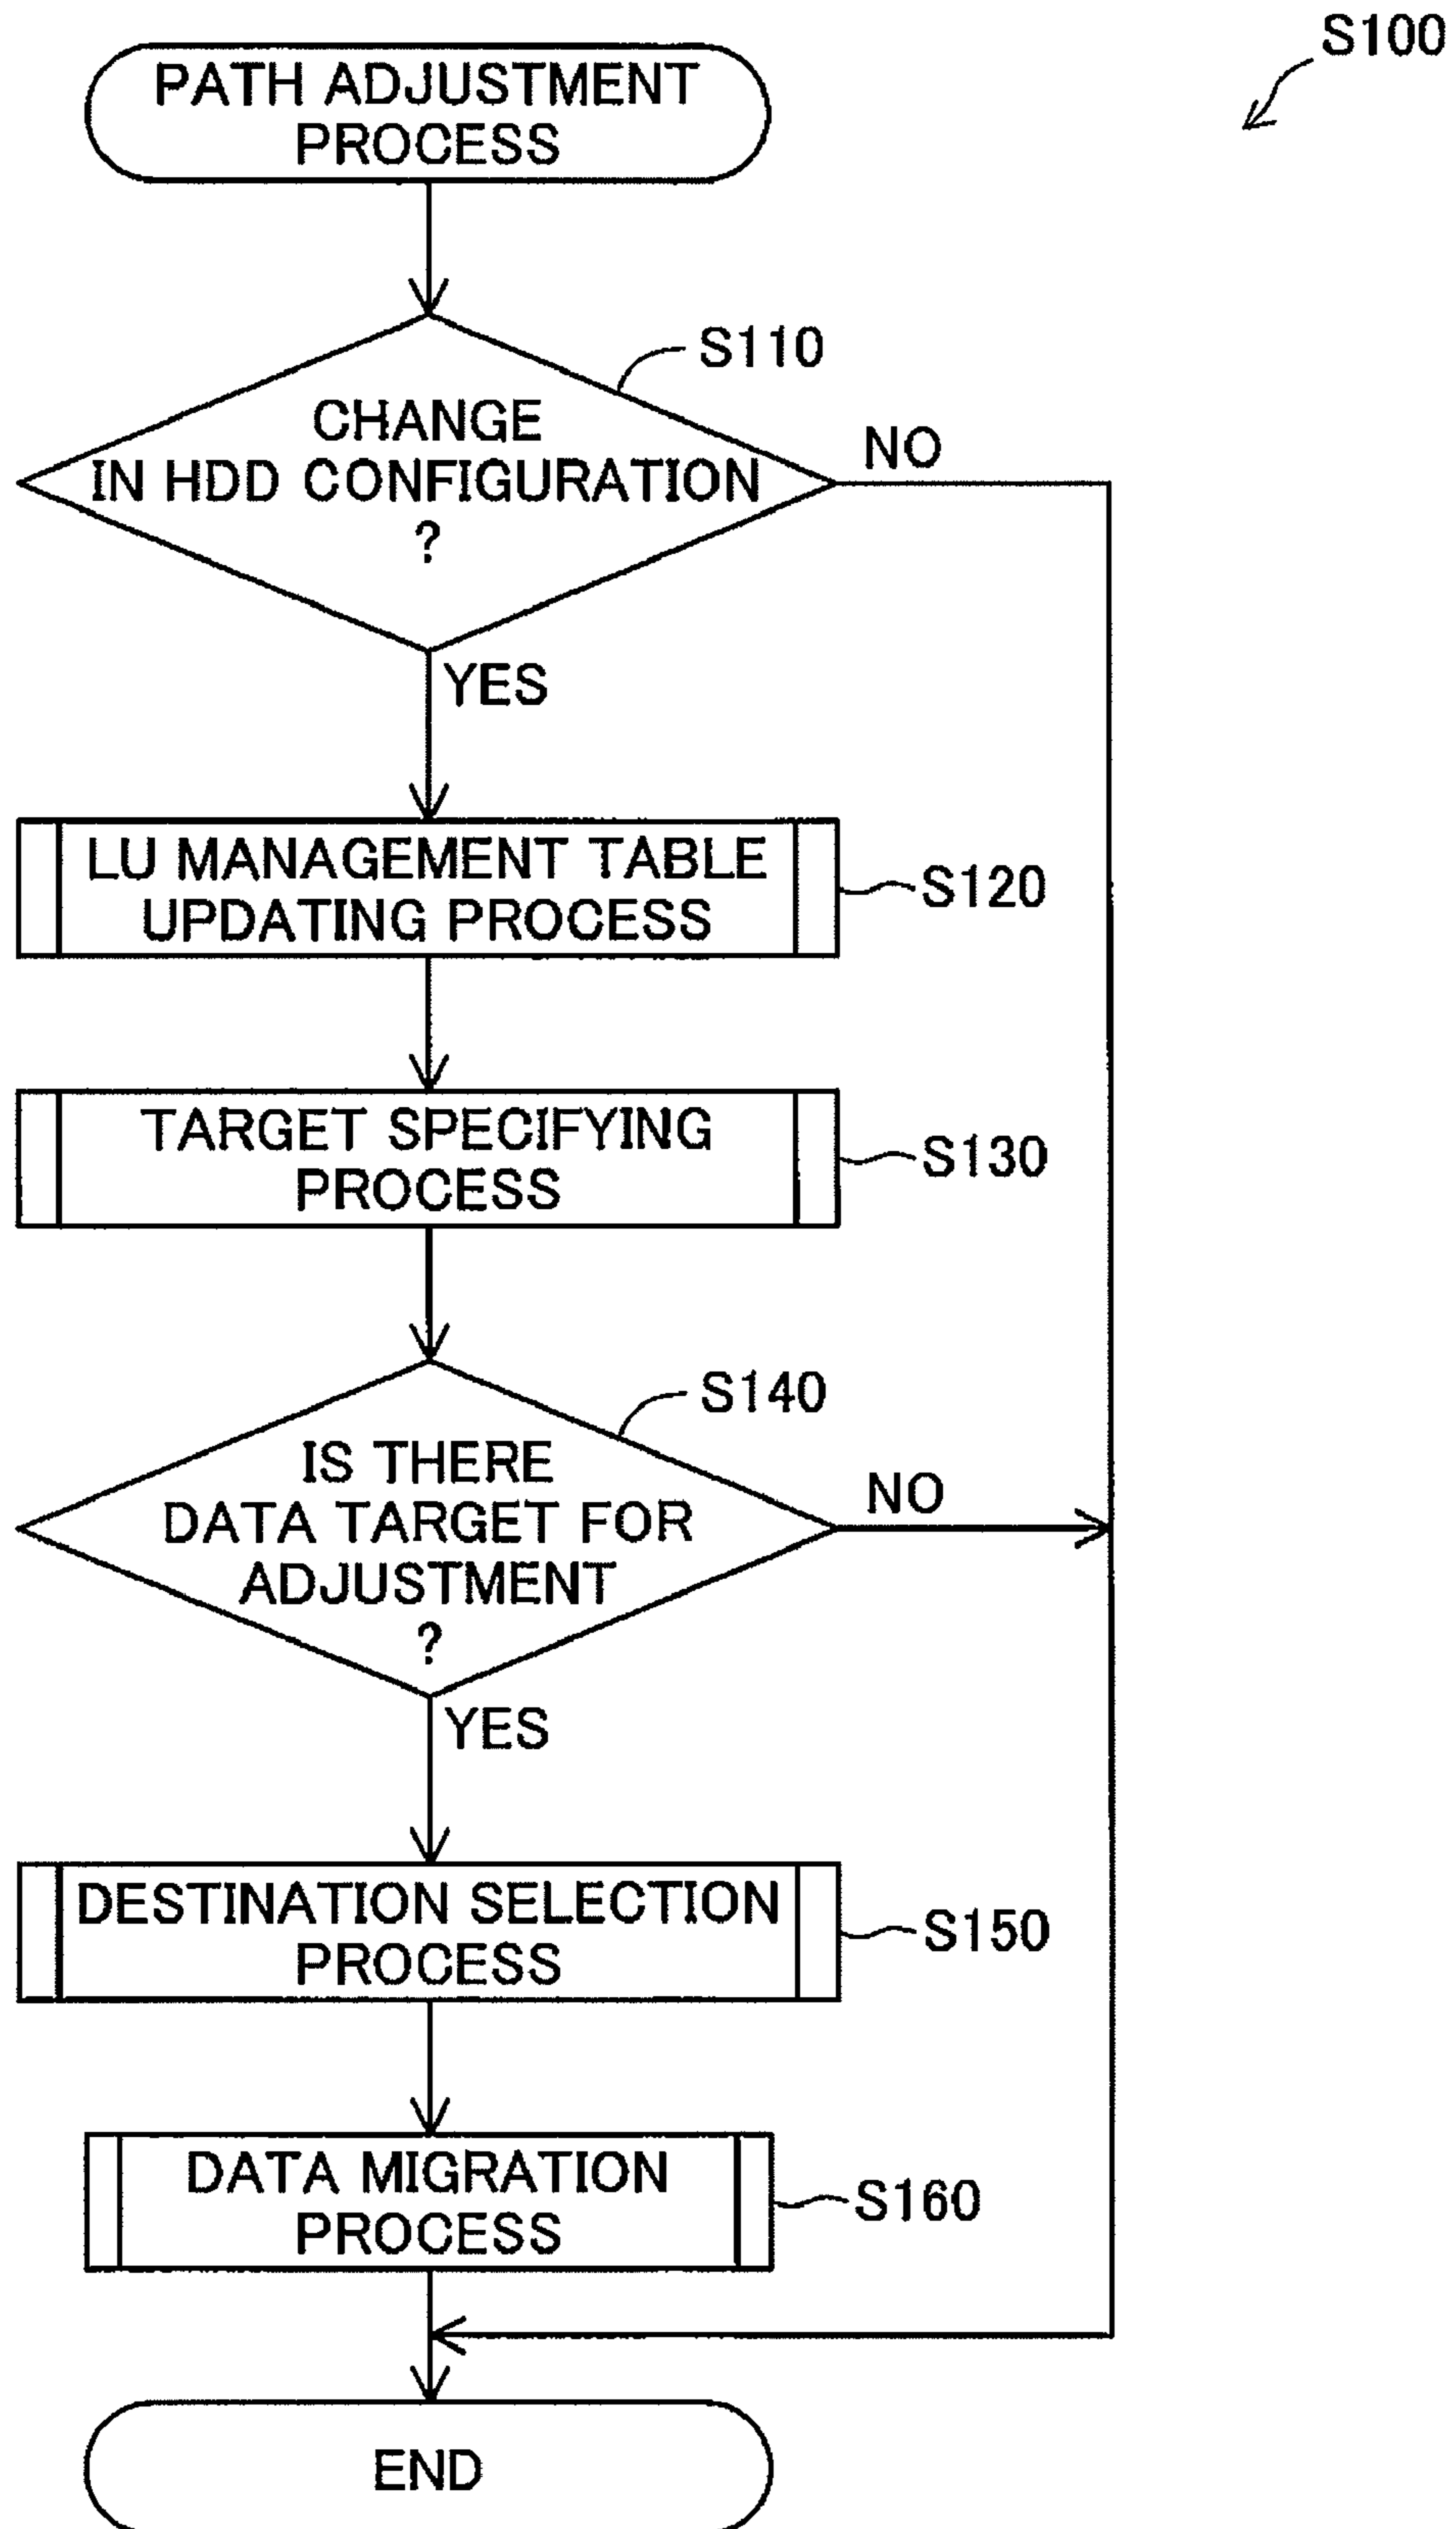 S100
PATH ADJUSTMENT
PROCESS
S110
CHANGE
IN HDD CONFIGURATION
?
NO
YES
LU MANAGEMENT TABLE
UPDATING PROCESS
S120
TARGET SPECIFYING
PROCESS
S130
S140
IS THERE
DATA TARGET FOR
ADJUSTMENT
?
NO
YES
DESTINATION SELECTION
PROCESS
S150
DATA MIGRATION
PROCESS
S160
END